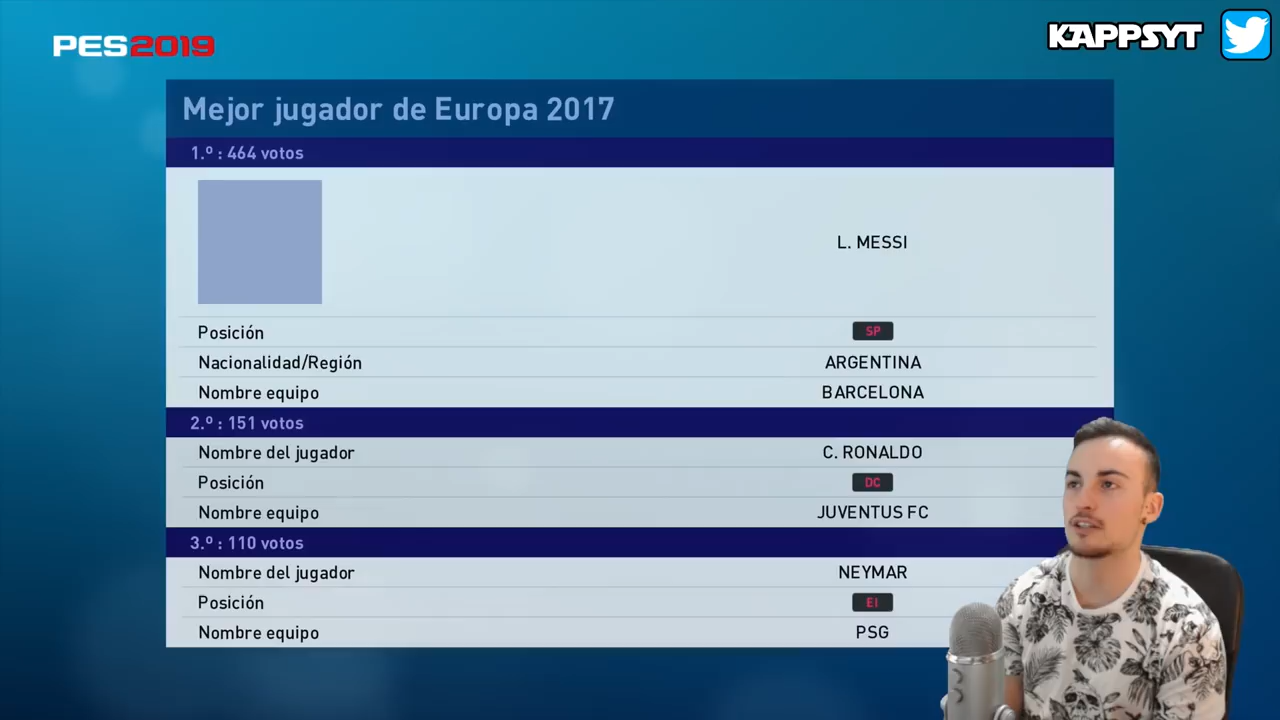 PES2019
KAPPSYT
Mejor jugador de Europa 2017
1.º : 464 votos
L. MESSI
Posición SP
Nacionalidad/Región ARGENTINA
Nombre equipo BARCELONA
2.º : 151 votos
Nombre del jugador C. RONALDO
Posición DC
Nombre equipo JUVENTUS FC
3.º : 110 votos
Nombre del jugador NEYMAR
Posición EI
Nombre equipo PSG